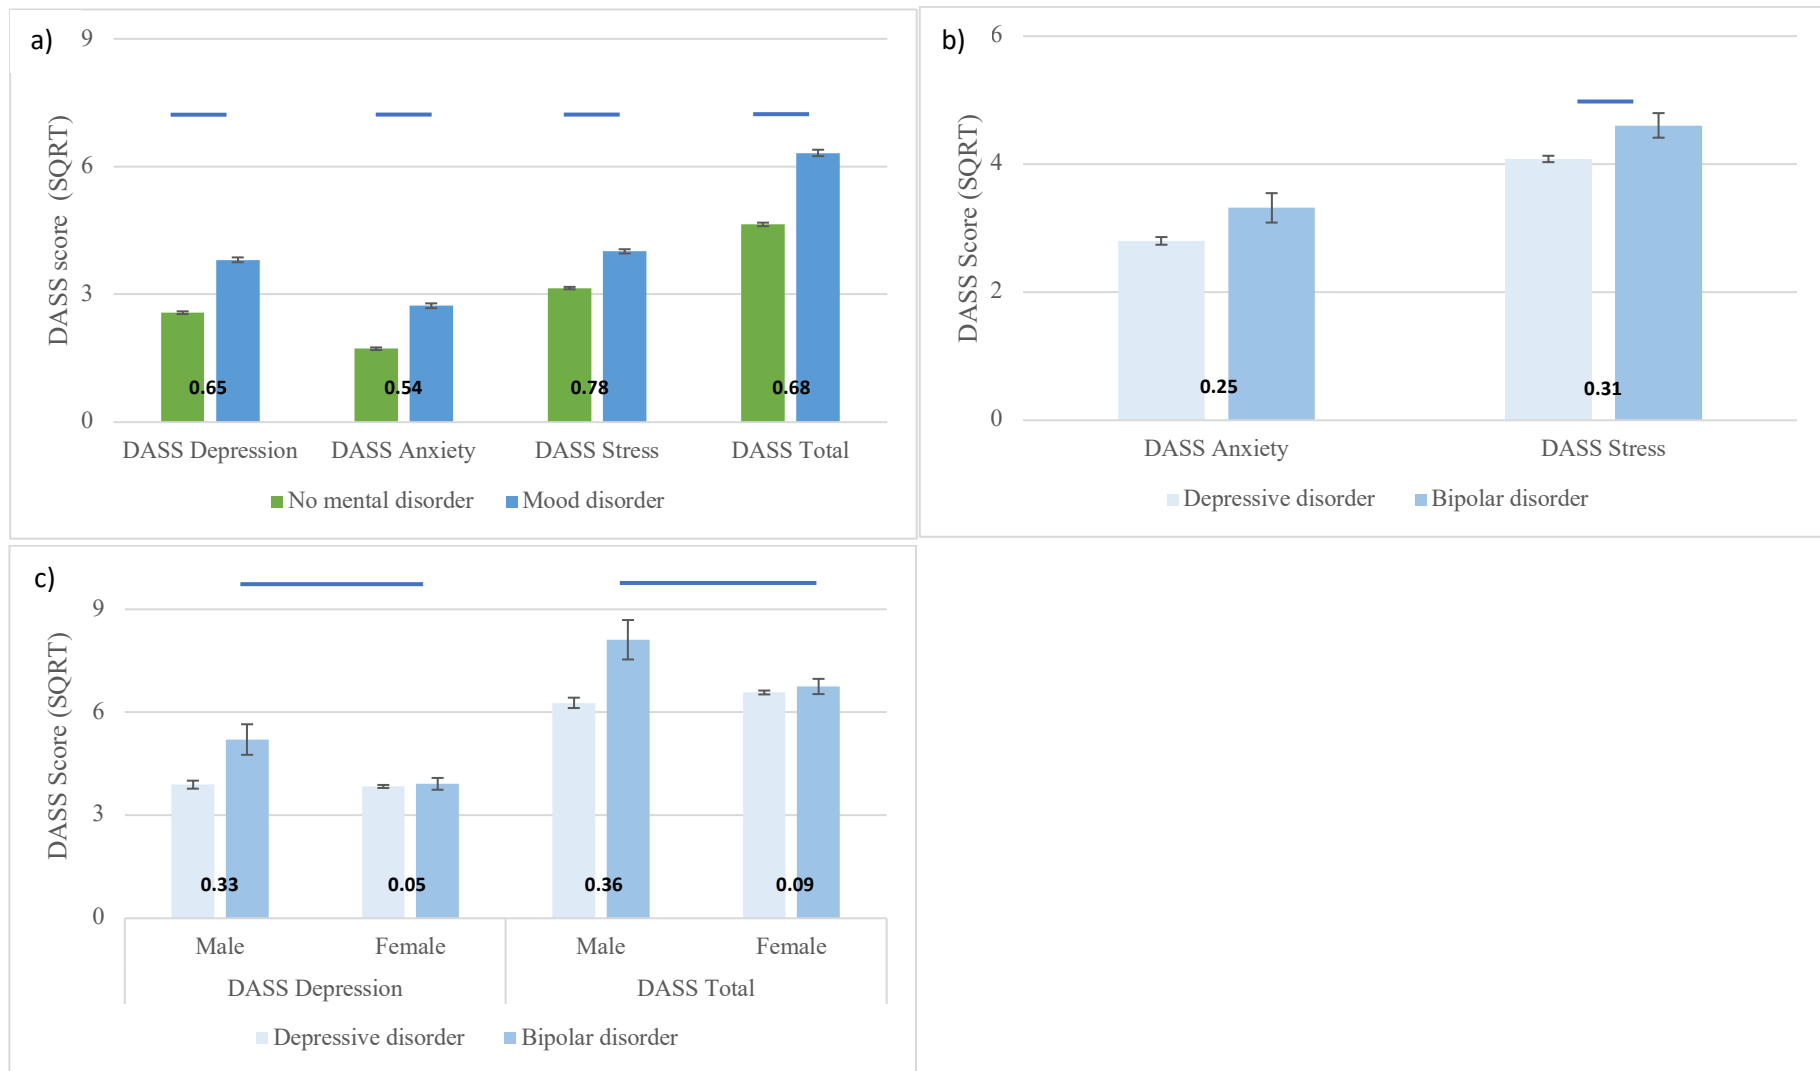 a)
DASS score (SQRT)
9
6
3
0
0.65
0.54
0.78
0.68
DASS Depression DASS Anxiety DASS Stress DASS Total
No mental disorder Mood disorder
b)
DASS Score (SQRT)
6
4
2
0
0.25
0.31
DASS Anxiety DASS Stress
Depressive disorder Bipolar disorder
c)
DASS Score (SQRT)
9
6
3
0
0.33
0.05
0.36
0.09
Male Female Male Female
DASS Depression DASS Total
Depressive disorder Bipolar disorder